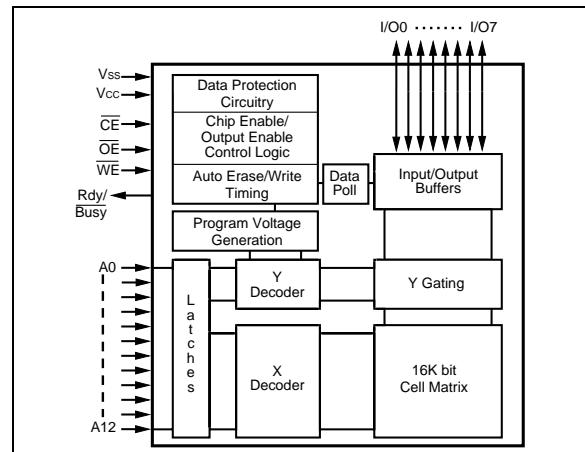 I/O0 ········ I/O7
VSS
VCC
CE
OE
WE
Rdy/
Busy
Data Protection
Circuitry
Chip Enable/
Output Enable
Control Logic
Auto Erase/Write
Timing
Data
Poll
Input/Output
Buffers
Program Voltage
Generation
A0
A12
Latches
Y
Decoder
Y Gating
X
Decoder
16K bit
Cell Matrix